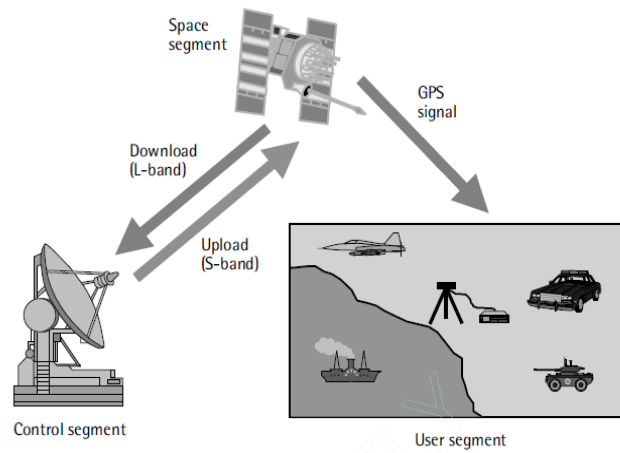 Space
segment
GPS
signal
Download
(L-band)
Upload
(S-band)
Control segment
User segment